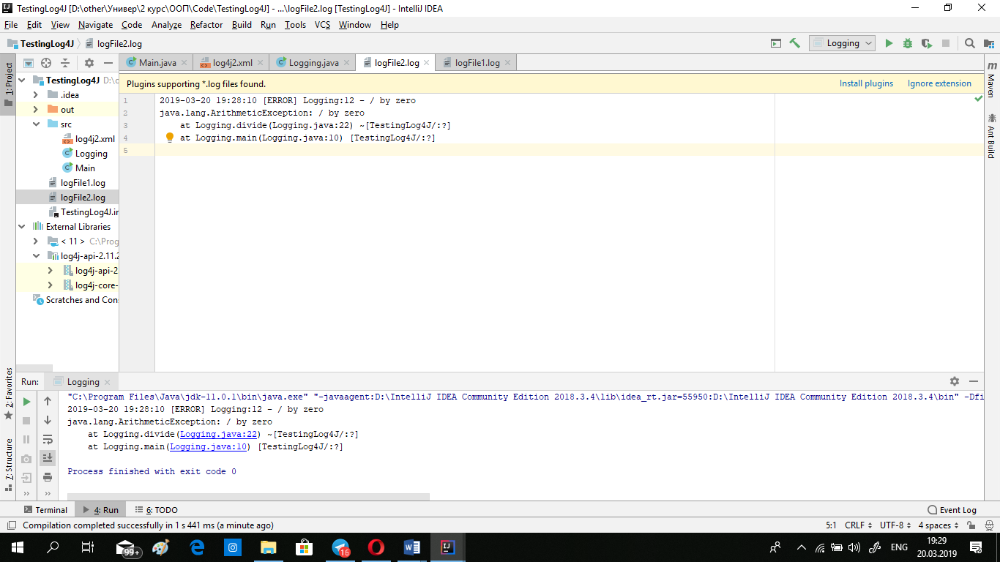 TestingLog4J [D:\other\Универ\2 курс\ООП\Code\TestingLog4J] - ...\logFile2.log [TestingLog4J] - IntelliJ IDEA
File Edit View Navigate Code Analyze Refactor Build Run Tools VCS Window Help
TestingLog4J logFile2.log
Logging
1: Project
Main.java log4j2.xml Logging.java logFile2.log logFile1.log
Plugins supporting *.log files found. Install plugins Ignore extension
TestingLog4J D:\
.idea
out
src
log4j2.xml
Logging
Main
logFile1.log
logFile2.log
TestingLog4J.i
External Libraries
< 11 > C:\Prog
log4j-api-2.11.2
log4j-api-2
log4j-core-
Scratches and Con
1 2019-03-20 19:28:10 [ERROR] Logging:12 - / by zero
2 java.lang.ArithmeticException: / by zero
3 at Logging.divide(Logging.java:22) ~[TestingLog4J/:?]
4 at Logging.main(Logging.java:10) [TestingLog4J/:?]
5
m Maven
Ant Build
2: Favorites
7: Structure
Run: Logging
"C:\Program Files\Java\jdk-11.0.1\bin\java.exe" "-javaagent:D:\IntelliJ IDEA Community Edition 2018.3.4\lib\idea_rt.jar=55950:D:\IntelliJ IDEA Community Edition 2018.3.4\bin" -Dfi
2019-03-20 19:28:10 [ERROR] Logging:12 - / by zero
java.lang.ArithmeticException: / by zero
at Logging.divide(Logging.java:22) ~[TestingLog4J/:?]
at Logging.main(Logging.java:10) [TestingLog4J/:?]
Process finished with exit code 0
Terminal 4: Run 6: TODO Event Log
Compilation completed successfully in 1 s 441 ms (a minute ago) 5:1 CRLF UTF-8 4 spaces
99+ 16 W IJ ENG 19:29
20.03.2019